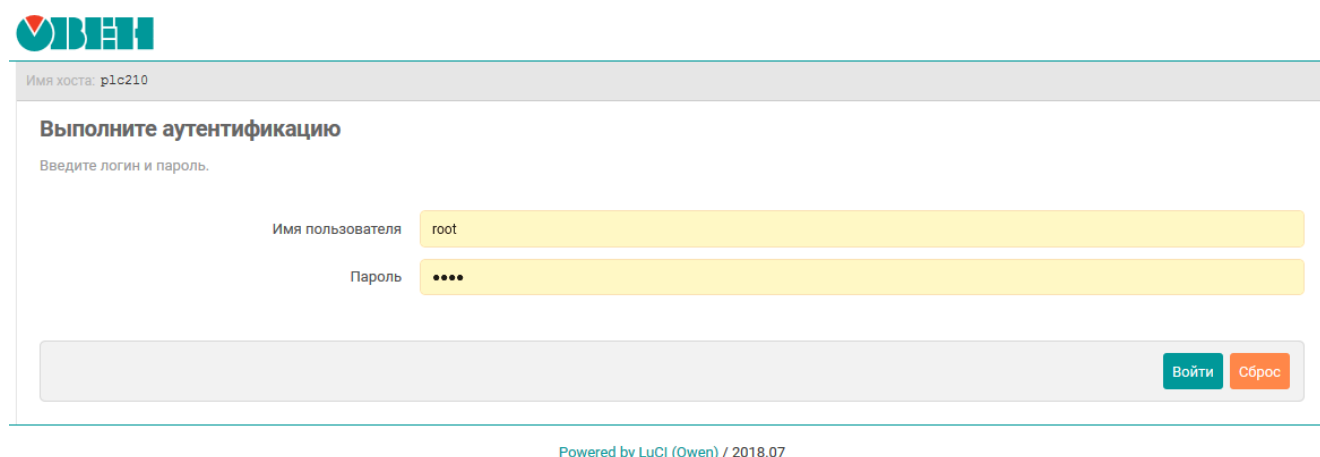 ОВЕН
Имя хоста: plc210
Выполните аутентификацию
Введите логин и пароль.
Имя пользователя root
Пароль ••••
Войти Сброс
Powered by LuCI (Owen) / 2018.07